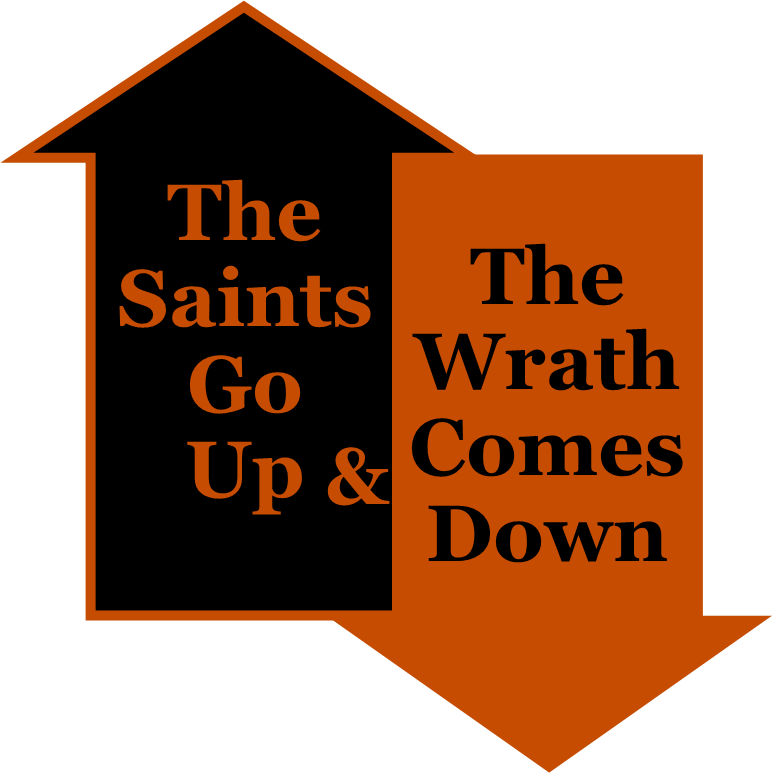 The
Saints
Go
Up &
The
Wrath
Comes
Down